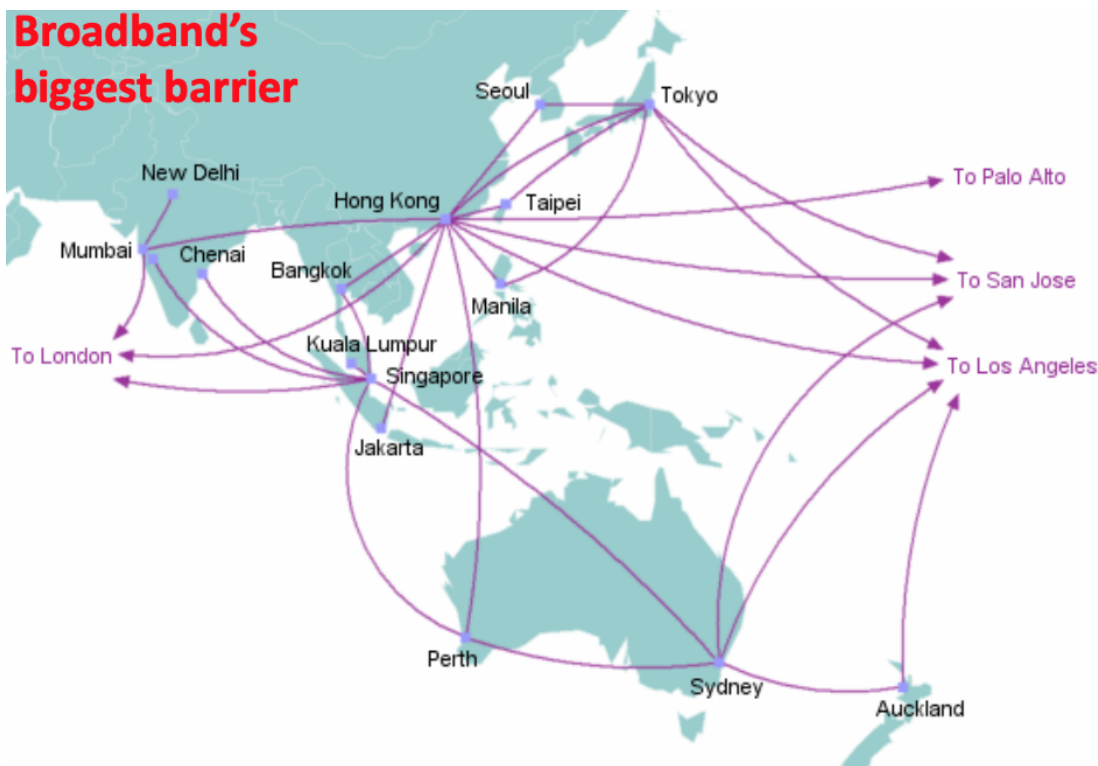 Broadband’s
biggest barrier
Seoul
Tokyo
New Delhi
To Palo Alto
Hong Kong
Taipei
Mumbai
Chenai
Bangkok
To San Jose
Manila
Kuala Lumpur
To London
To Los Angeles
Singapore
Jakarta
Perth
Sydney
Auckland